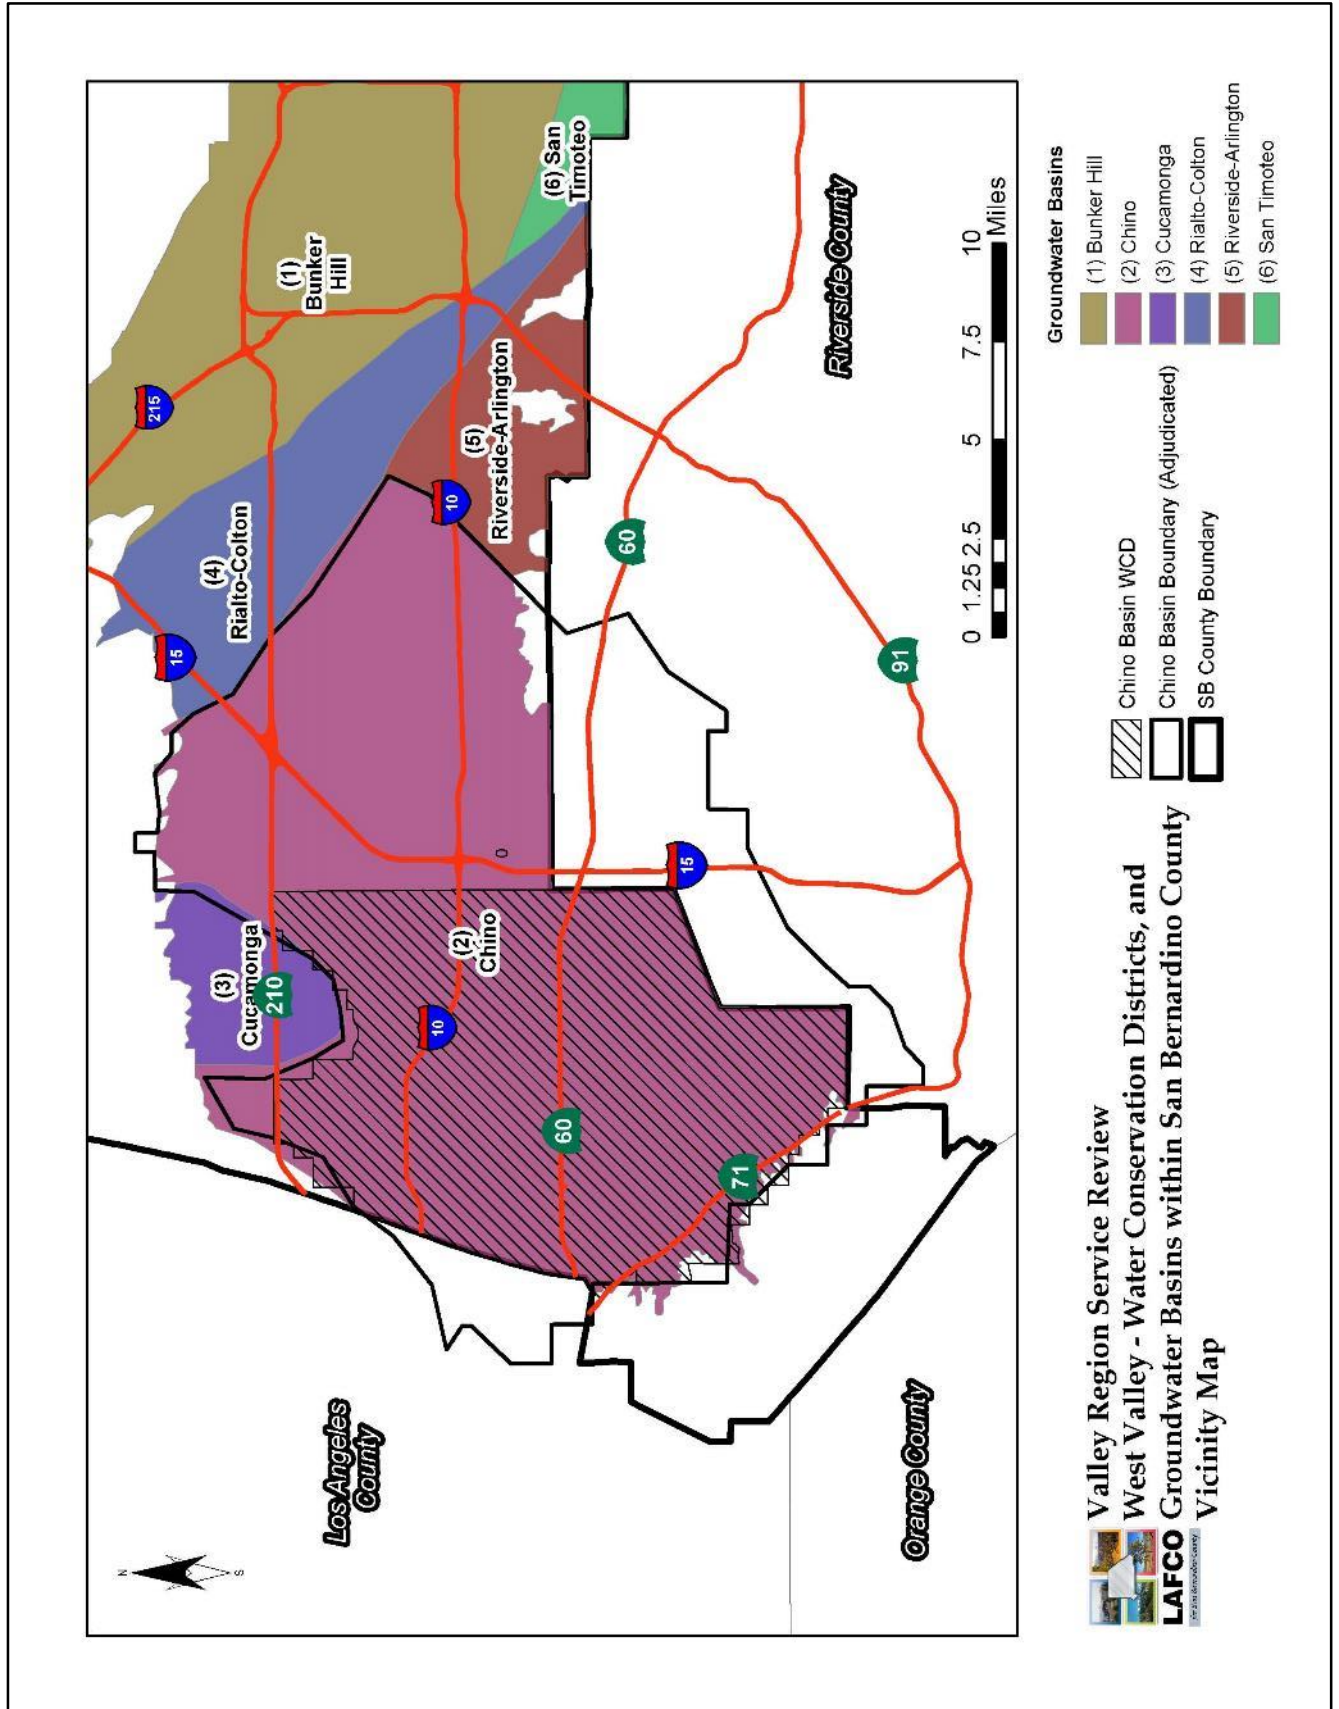 N
S
Los Angeles
County
Orange County
Riverside County
(3)
Cucamonga
210
(2)
Chino
10
60
71
15
0
15
(4)
Rialto-Colton
215
(1)
Bunker
Hill
10
(5)
Riverside-Arlington
(6) San
Timoteo
60
91
0 1.25 2.5 5 7.5 10
Miles
LAFCO
Valley Region Service Review
West Valley - Water Conservation Districts, and
Groundwater Basins within San Bernardino County
Vicinity Map
Chino Basin WCD
Chino Basin Boundary (Adjudicated)
SB County Boundary
Groundwater Basins
(1) Bunker Hill
(2) Chino
(3) Cucamonga
(4) Rialto-Colton
(5) Riverside-Arlington
(6) San Timoteo